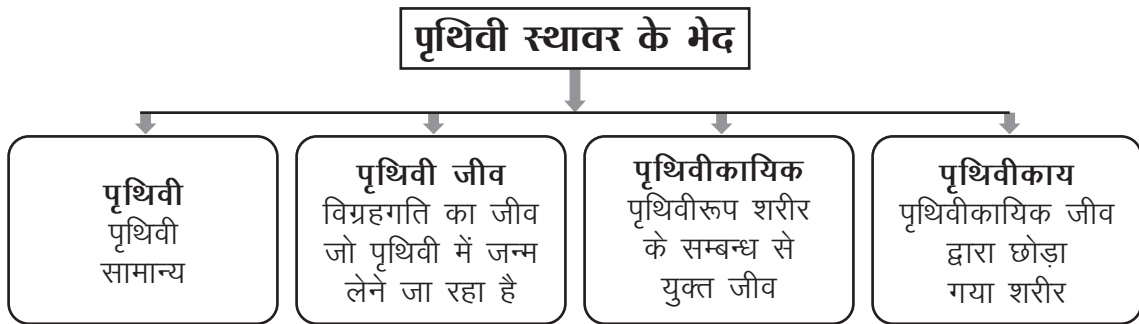 पृथिवी स्थावर के भेद
पृथिवी
पृथिवी
सामान्य
पृथिवी जीव
विग्रहगति का जीव
जो पृथिवी में जन्म
लेने जा रहा है
पृथिवीकायिक
पृथिवीरूप शरीर
के सम्बन्ध से
युक्त जीव
पृथिवीकाय
पृथिवीकायिक जीव
द्वारा छोड़ा
गया शरीर